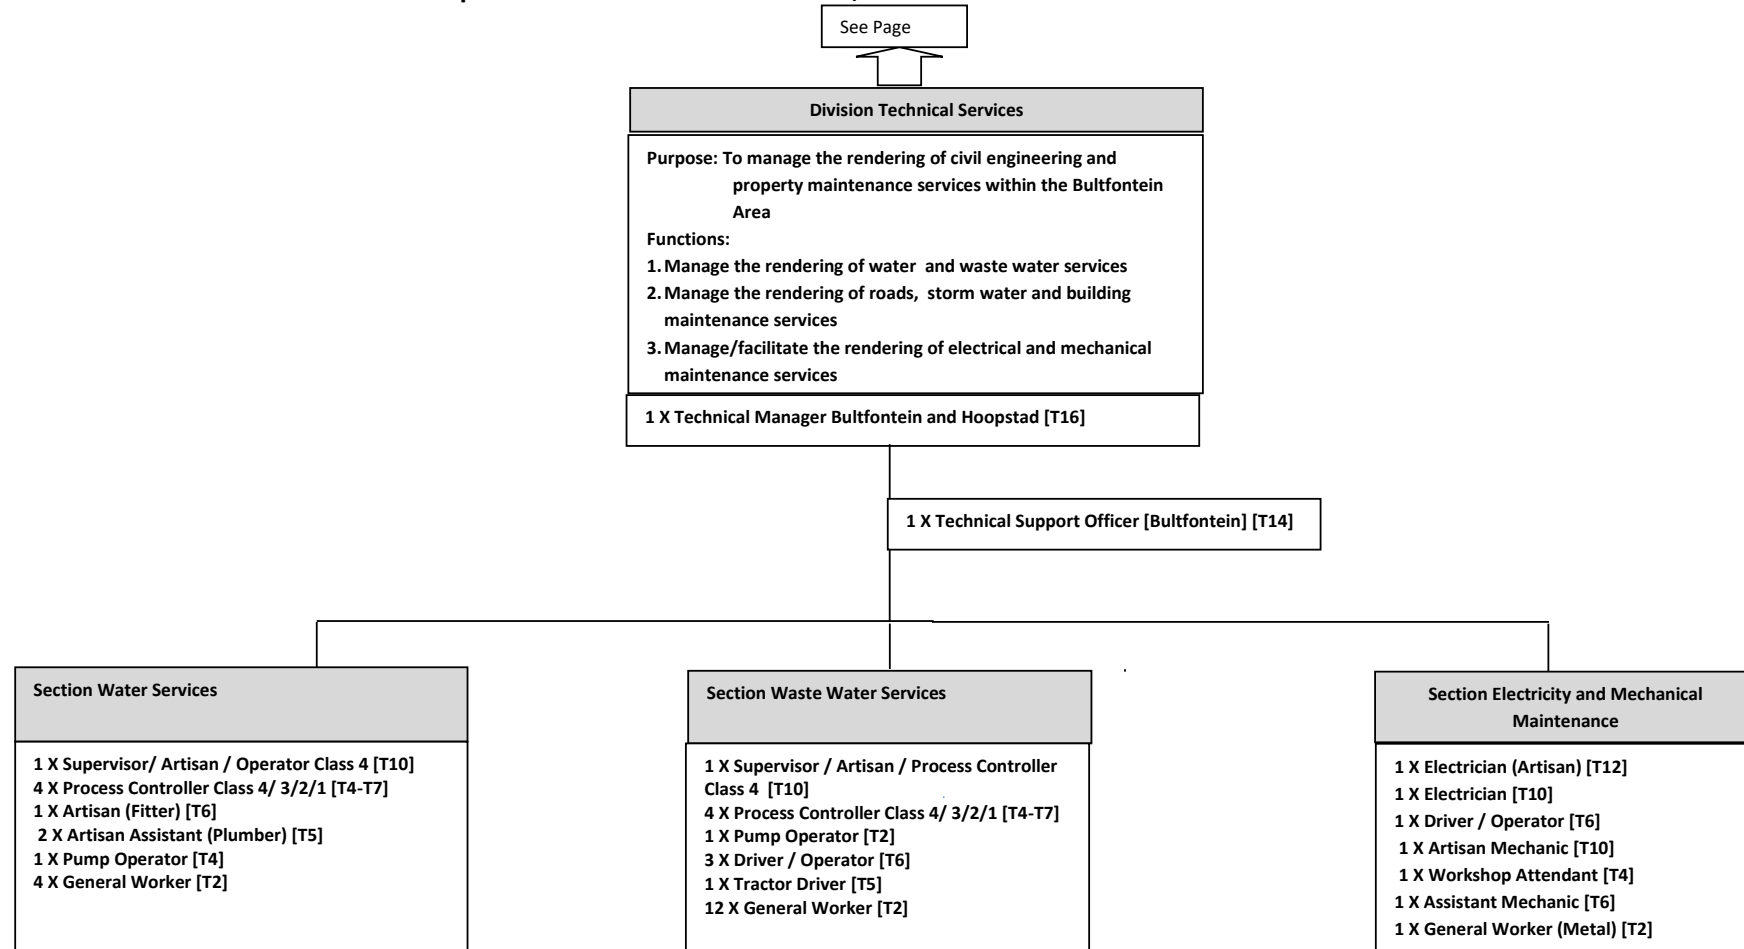 See Page
Division Technical Services
Purpose: To manage the rendering of civil engineering and
property maintenance services within the Bultfontein
Area
Functions:
1. Manage the rendering of water and waste water services
2. Manage the rendering of roads, storm water and building
maintenance services
3. Manage/facilitate the rendering of electrical and mechanical
maintenance services
1 X Technical Manager Bultfontein and Hoopstad [T16]
1 X Technical Support Officer [Bultfontein] [T14]
Section Water Services
1 X Supervisor/ Artisan / Operator Class 4 [T10]
4 X Process Controller Class 4/ 3/2/1 [T4-T7]
1 X Artisan (Fitter) [T6]
2 X Artisan Assistant (Plumber) [T5]
1 X Pump Operator [T4]
4 X General Worker [T2]
Section Waste Water Services
1 X Supervisor / Artisan / Process Controller
Class 4 [T10]
4 X Process Controller Class 4/ 3/2/1 [T4-T7]
1 X Pump Operator [T2]
3 X Driver / Operator [T6]
1 X Tractor Driver [T5]
12 X General Worker [T2]
Section Electricity and Mechanical
Maintenance
1 X Electrician (Artisan) [T12]
1 X Electrician [T10]
1 X Driver / Operator [T6]
1 X Artisan Mechanic [T10]
1 X Workshop Attendant [T4]
1 X Assistant Mechanic [T6]
1 X General Worker (Metal) [T2]